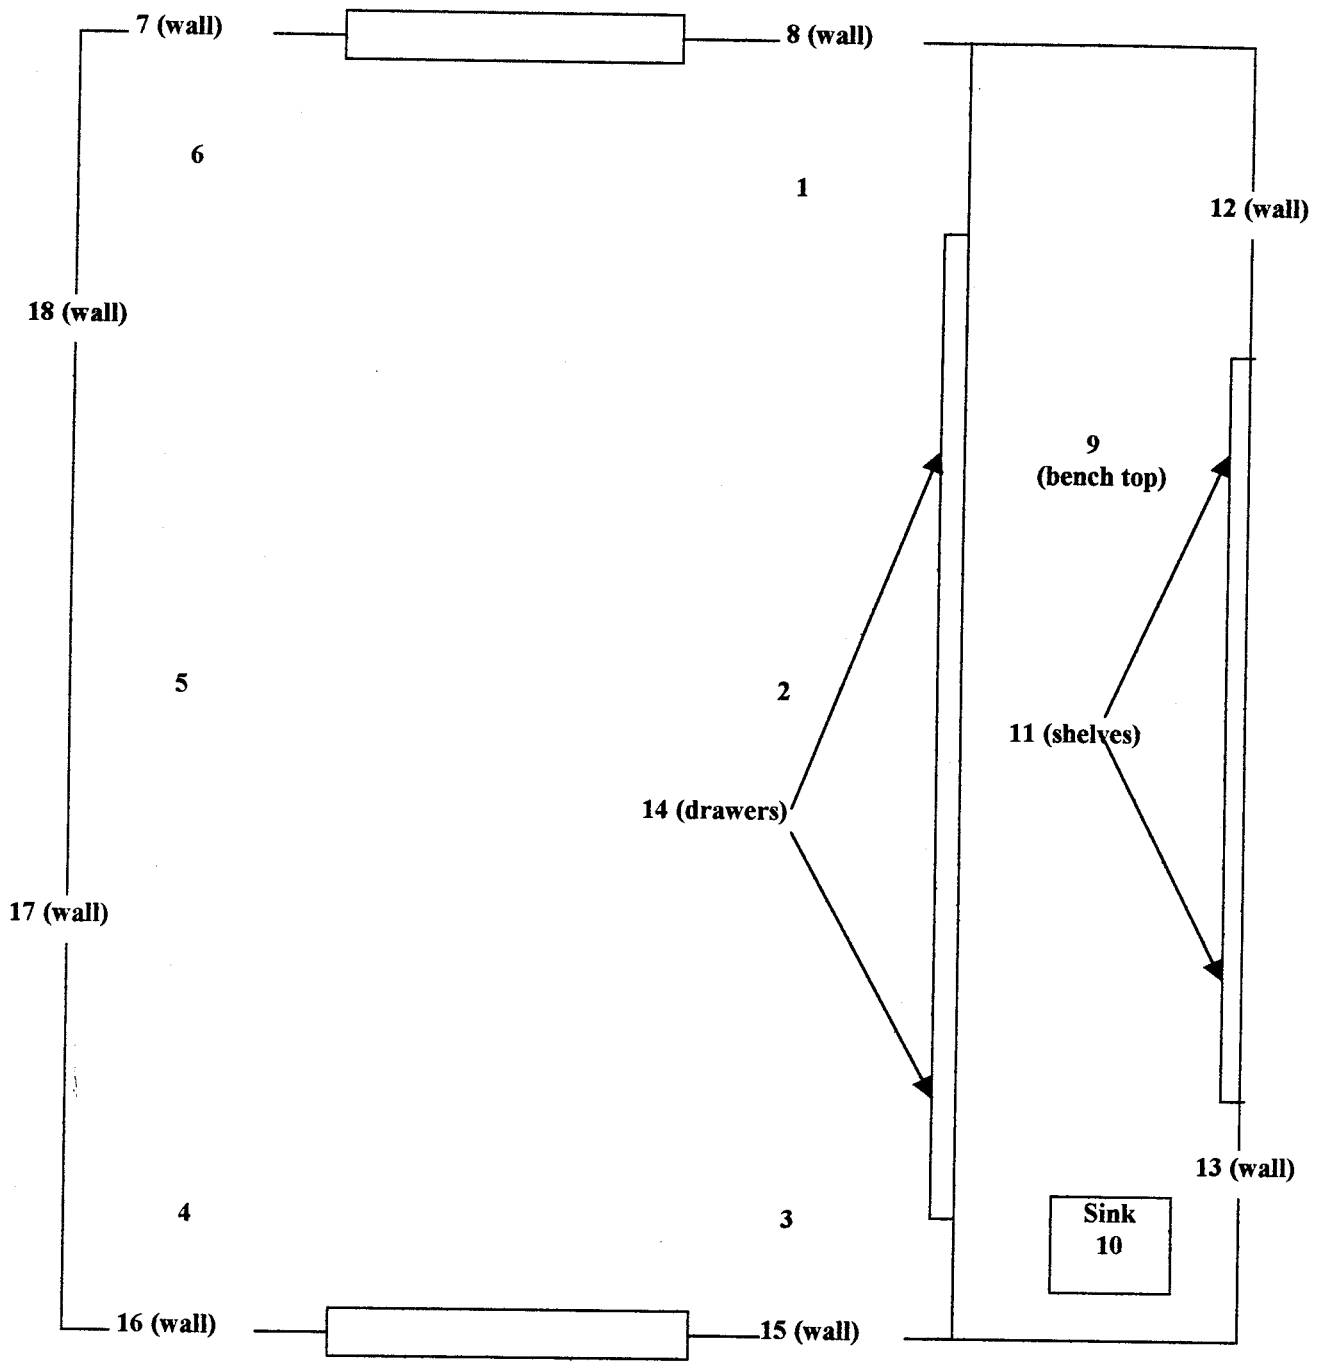 7 (wall)
8 (wall)
6
1
12 (wall)
18 (wall)
9
(bench top)
5
2
11 (shelves)
14 (drawers)
17 (wall)
13 (wall)
4
3
Sink
10
16 (wall)
15 (wall)